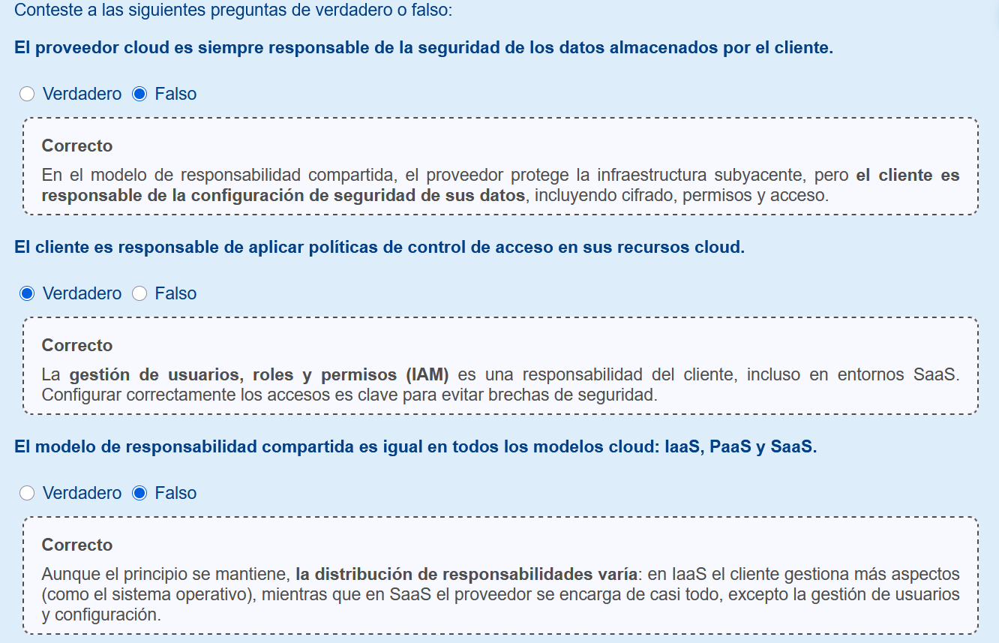 Conteste a las siguientes preguntas de verdadero o falso:
El proveedor cloud es siempre responsable de la seguridad de los datos almacenados por el cliente.
Verdadero Falso
Correcto
En el modelo de responsabilidad compartida, el proveedor protege la infraestructura subyacente, pero el cliente es
responsable de la configuración de seguridad de sus datos, incluyendo cifrado, permisos y acceso.
El cliente es responsable de aplicar políticas de control de acceso en sus recursos cloud.
Verdadero Falso
Correcto
La gestión de usuarios, roles y permisos (IAM) es una responsabilidad del cliente, incluso en entornos SaaS.
Configurar correctamente los accesos es clave para evitar brechas de seguridad.
El modelo de responsabilidad compartida es igual en todos los modelos cloud: IaaS, PaaS y SaaS.
Verdadero Falso
Correcto
Aunque el principio se mantiene, la distribución de responsabilidades varía: en IaaS el cliente gestiona más aspectos
(como el sistema operativo), mientras que en SaaS el proveedor se encarga de casi todo, excepto la gestión de usuarios
y configuración.